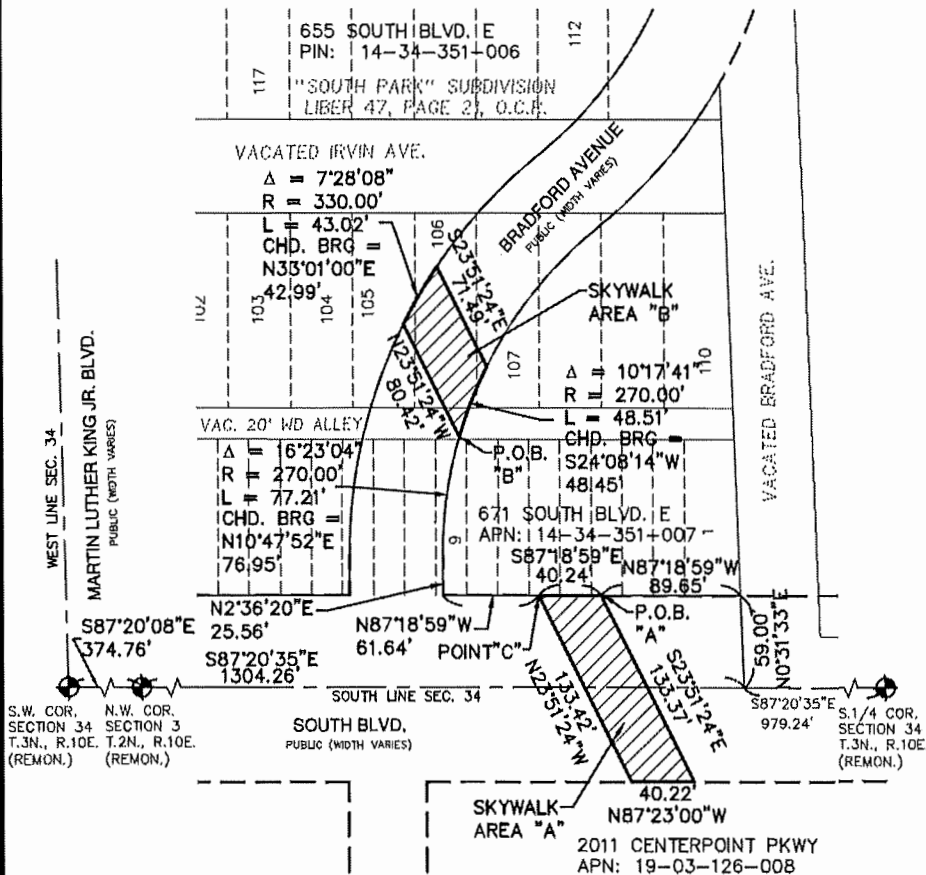 655 SOUTH BLVD. E
PIN: 14-34-351-006
112
117
"SOUTH PARK" SUBDIVISION
LIBER 47, PAGE 21, O.C.R.
VACATED IRVIN AVE.
Δ = 7°28'08"
R = 330.00'
L = 43.02'
CHD. BRG =
N33°01'00"E
42.99'
BRADFORD AVENUE
PUBLIC (WIDTH VARIES)
106
S23°51'24"E
71.49'
SKYWALK
AREA "B"
102
103
104
105
107
110
N23°51'24"W
80.42'
Δ = 10°17'41"
R = 270.00'
L = 48.51'
CHD. BRG =
S24°08'14"W
48.45'
VACATED BRADFORD AVE.
WEST LINE SEC. 34
MARTIN LUTHER KING JR. BLVD.
PUBLIC (WIDTH VARIES)
VAC. 20' WD ALLEY
Δ = 16°23'04"
R = 270.00'
L = 77.21'
CHD. BRG =
N10°47'52"E
76.95'
P.O.B.
"B"
9
671 SOUTH BLVD. E
APN: 14-34-351-007
S87°18'59"E
40.24'
N87°18'59"W
89.65'
N2°36'20"E
25.56'
N87°18'59"W
61.64'
POINT"C"
P.O.B.
"A"
59.00'
N0°31'33"E
S87°20'08"E
374.76'
S87°20'35"E
1304.26'
SOUTH LINE SEC. 34
133.42'
N23°51'24"W
S23°51'24"E
133.37'
S87°20'35"E
979.24'
S.W. COR.
SECTION 34
T.3N., R.10E.
(REMON.)
N.W. COR.
SECTION 3
T.2N., R.10E.
(REMON.)
SOUTH BLVD.
PUBLIC (WIDTH VARIES)
S.1/4 COR.
SECTION 34
T.3N., R.10E
(REMON.)
SKYWALK
AREA "A"
40.22
N87°23'00"W
2011 CENTERPOINT PKWY
APN: 19-03-126-008